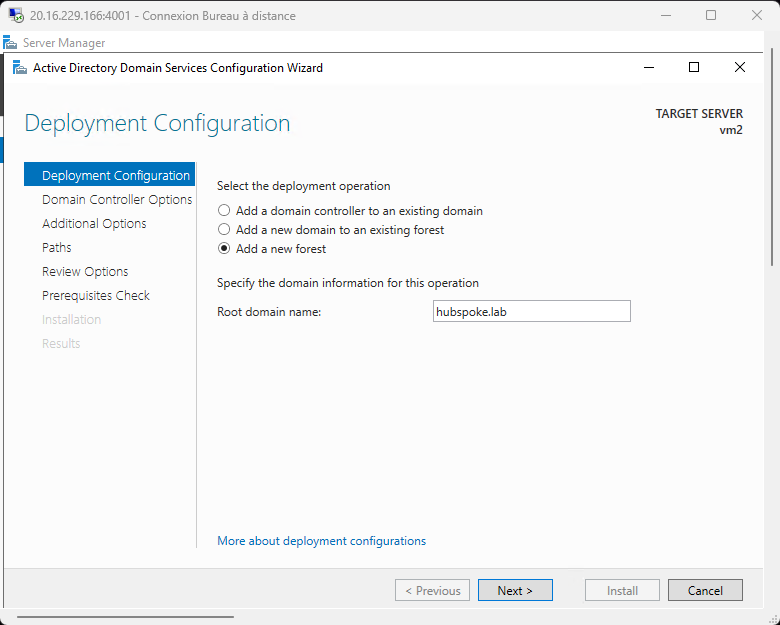 20.16.229.166:4001 - Connexion Bureau à distance
Server Manager
Active Directory Domain Services Configuration Wizard
Deployment Configuration
TARGET SERVER
vm2
Deployment Configuration
Domain Controller Options
Additional Options
Paths
Review Options
Prerequisites Check
Installation
Results
Select the deployment operation
Add a domain controller to an existing domain
Add a new domain to an existing forest
Add a new forest
Specify the domain information for this operation
Root domain name:
hubspoke.lab
More about deployment configurations
< Previous
Next >
Install
Cancel